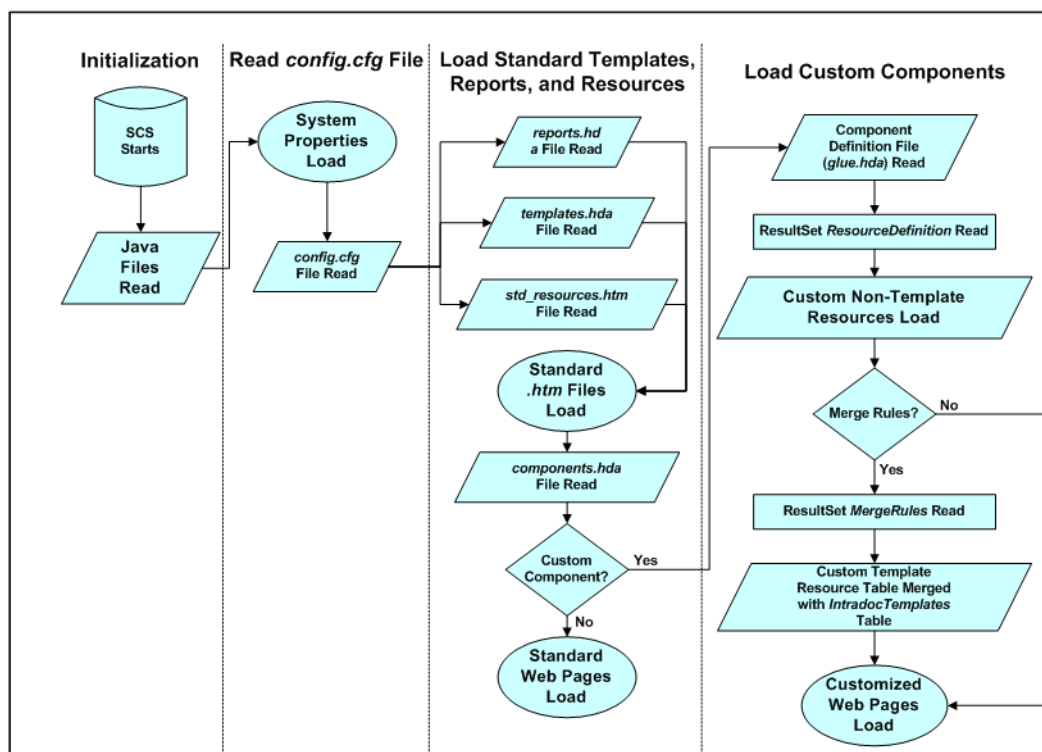 Initialization
SCS
Starts
Java
Files
Read
Read config.cfg File
System
Properties
Load
config.cfg
File Read
Load Standard Templates,
Reports, and Resources
reports.hd
a File Read
templates.hda
File Read
std_resources.htm
File Read
Standard
.htm Files
Load
components.hda
File Read
Custom
Component?
Yes
No
Standard
Web Pages
Load
Load Custom Components
Component
Definition File
(glue.hda) Read
ResultSet ResourceDefinition Read
Custom Non-Template
Resources Load
Merge Rules?
No
Yes
ResultSet MergeRules Read
Custom Template
Resource Table Merged
with IntradocTemplates
Table
Customized
Web Pages
Load